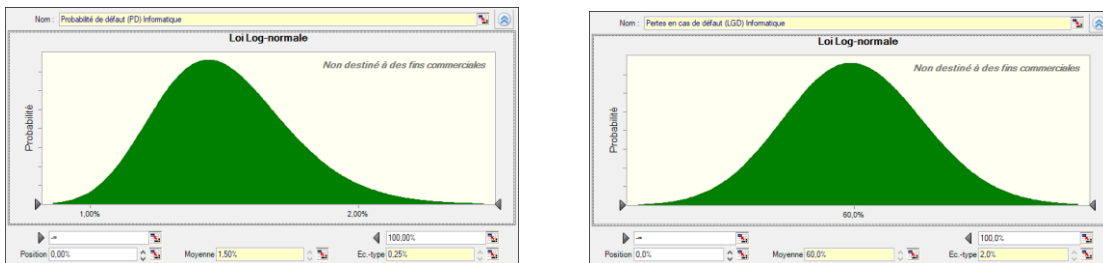 Nom : Probabilité de défaut (PD) Informatique
Loi Log-normale
Non destiné à des fins commerciales
Probabilité
1,00% 2,00%
100,00%
Position 0,00% Moyenne 1,50% Ec.-type 0,25%
Nom : Pertes en cas de défaut (LGD) Informatique
Loi Log-normale
Non destiné à des fins commerciales
Probabilité
60,0%
100,0%
Position 0,0% Moyenne 60,0% Ec.-type 2,0%